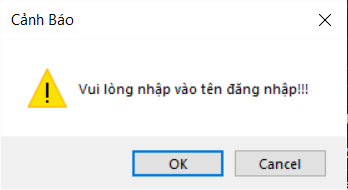 Cảnh Báo
Vui lòng nhập vào tên đăng nhập!!!
OK
Cancel